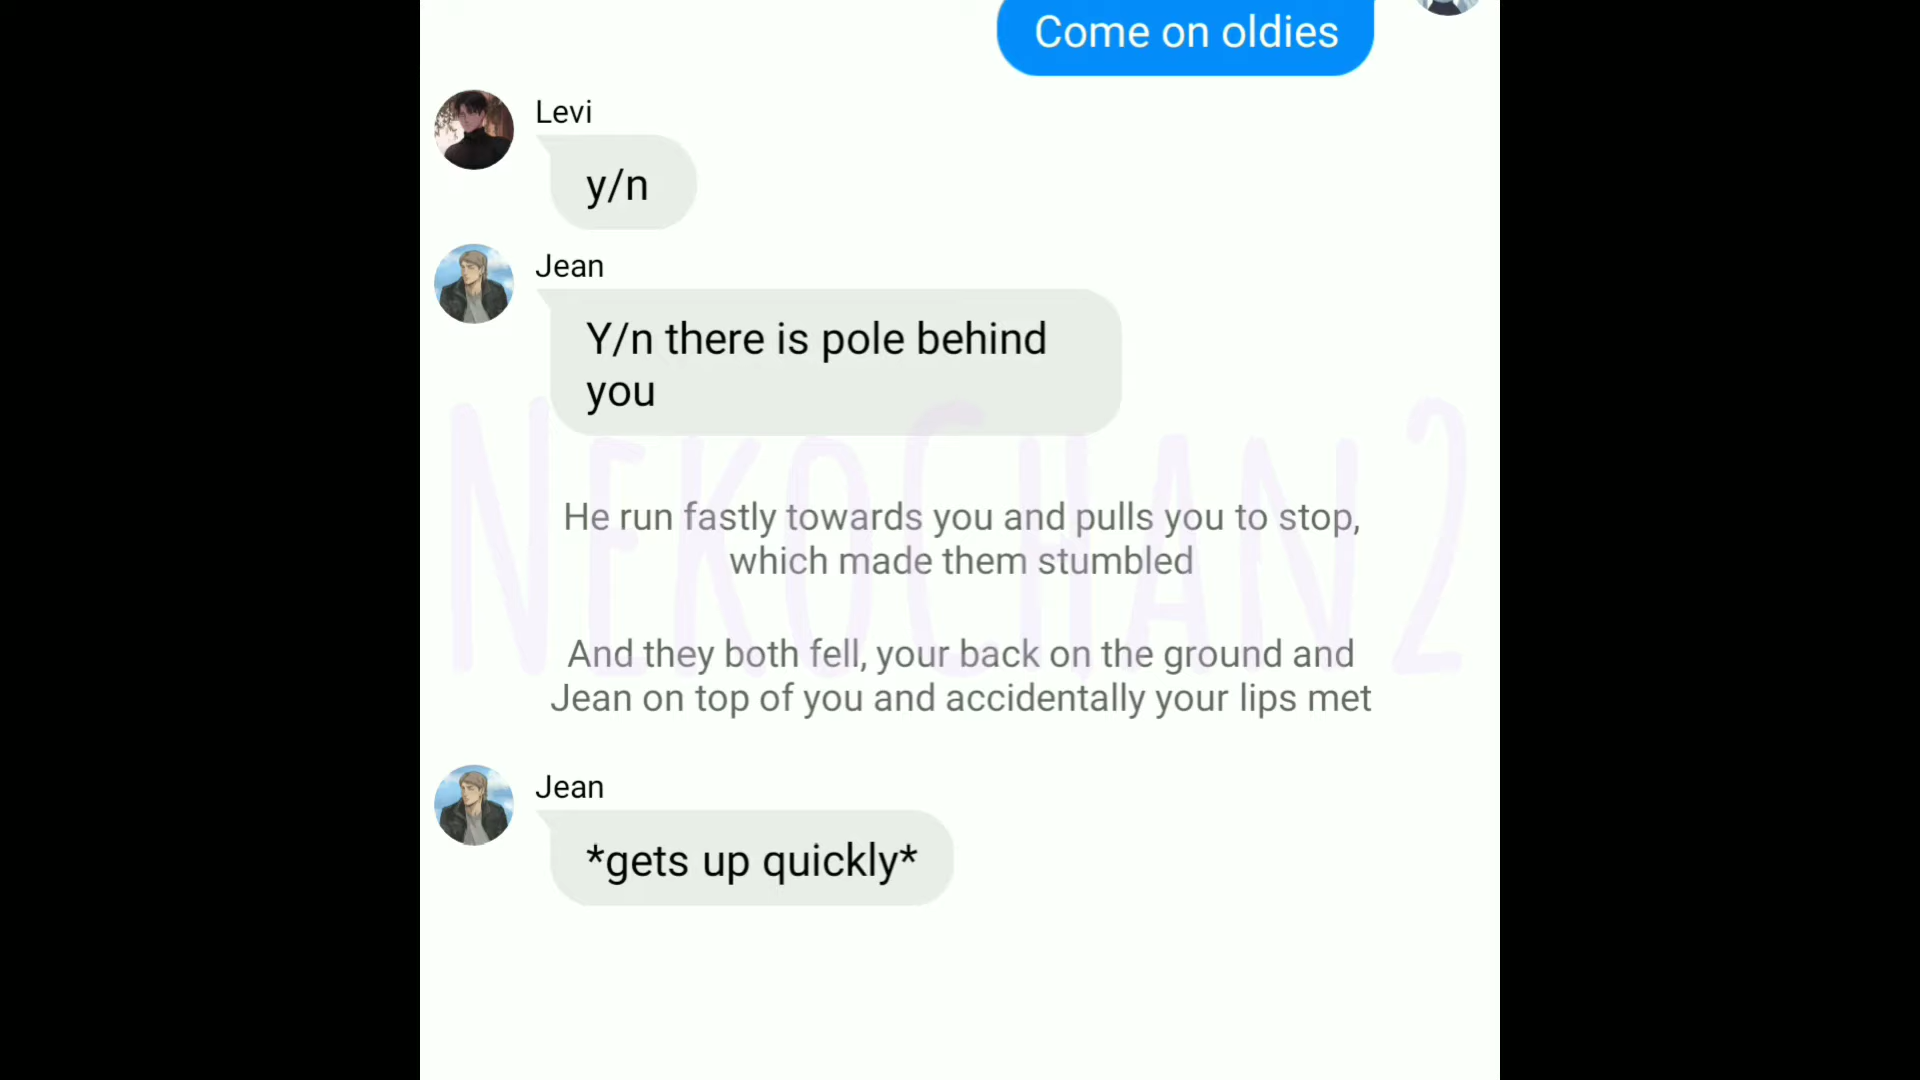 Come on oldies
Levi
y/n
Jean
Y/n there is pole behind
you
He run fastly towards you and pulls you to stop,
which made them stumbled
NEKOCHAN2
And they both fell, your back on the ground and
Jean on top of you and accidentally your lips met
Jean
*gets up quickly*